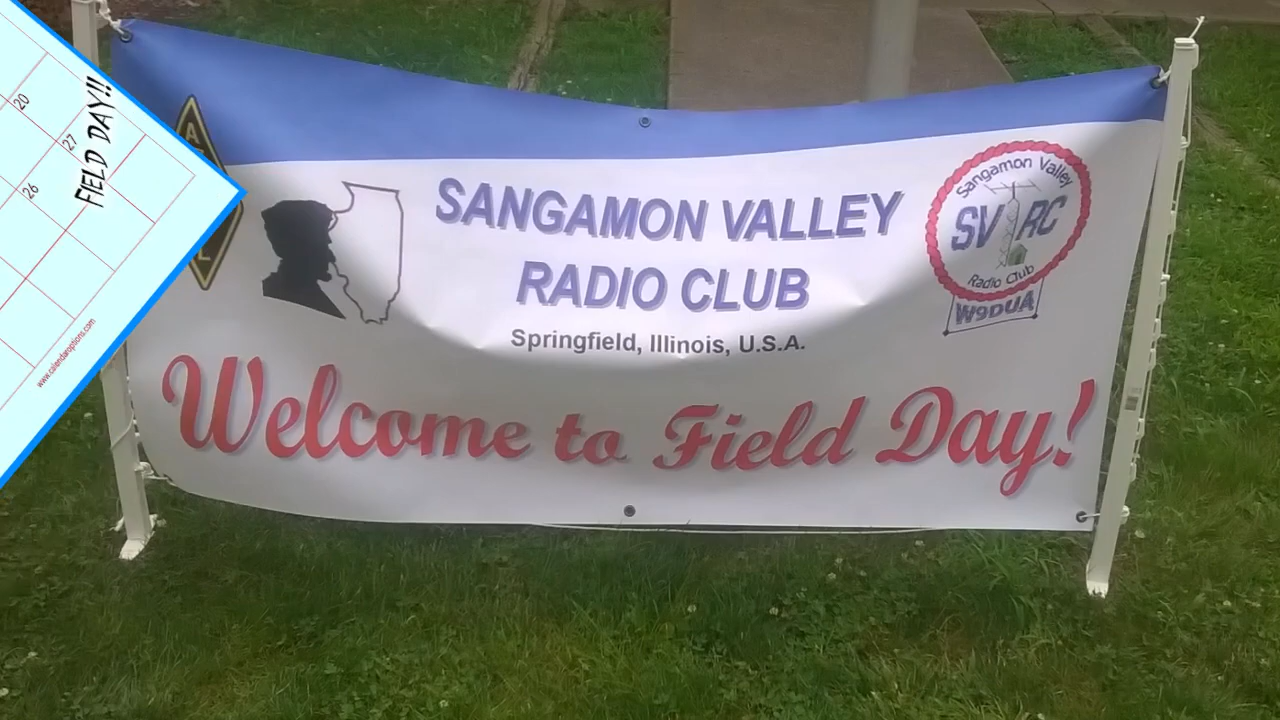 20
27
26
FIELD DAY!!
www.calendaroptions.com
A
L
SANGAMON VALLEY
RADIO CLUB
Springfield, Illinois, U.S.A.
Sangamon Valley
SV RC
Radio Club
W9DUA
Welcome to Field Day!